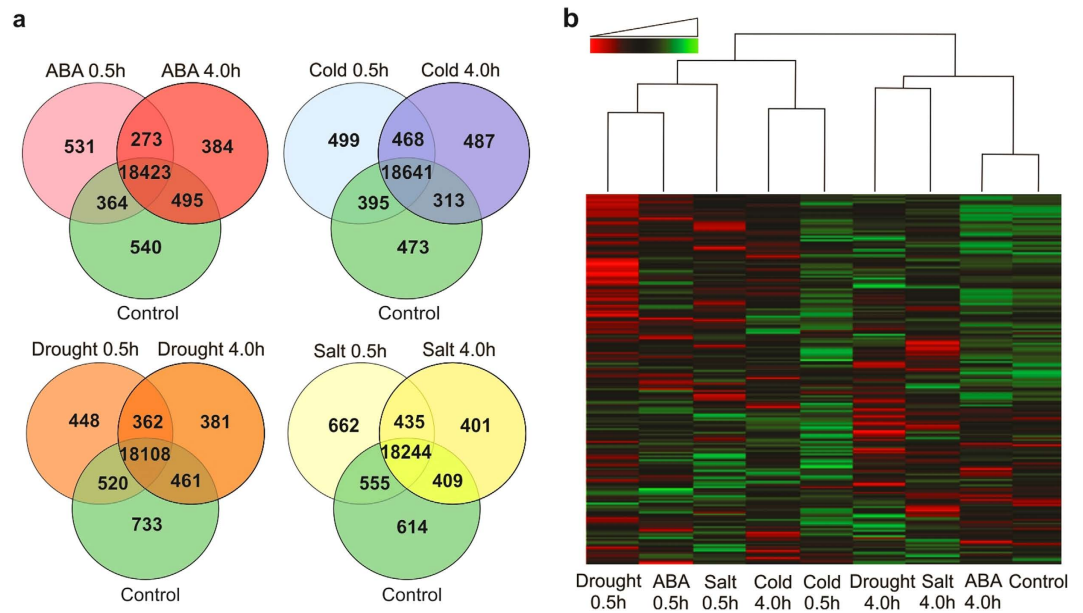 a
ABA 0.5h ABA 4.0h
531 273 384
18423
364 495
540
Control
Cold 0.5h Cold 4.0h
499 468 487
18641
395 313
473
Control
Drought 0.5h Drought 4.0h
448 362 381
18108
520 461
733
Control
Salt 0.5h Salt 4.0h
662 435 401
18244
555 409
614
Control
b
Drought ABA Salt Cold Cold Drought Salt ABA Control
0.5h 0.5h 0.5h 4.0h 0.5h 4.0h 4.0h 4.0h